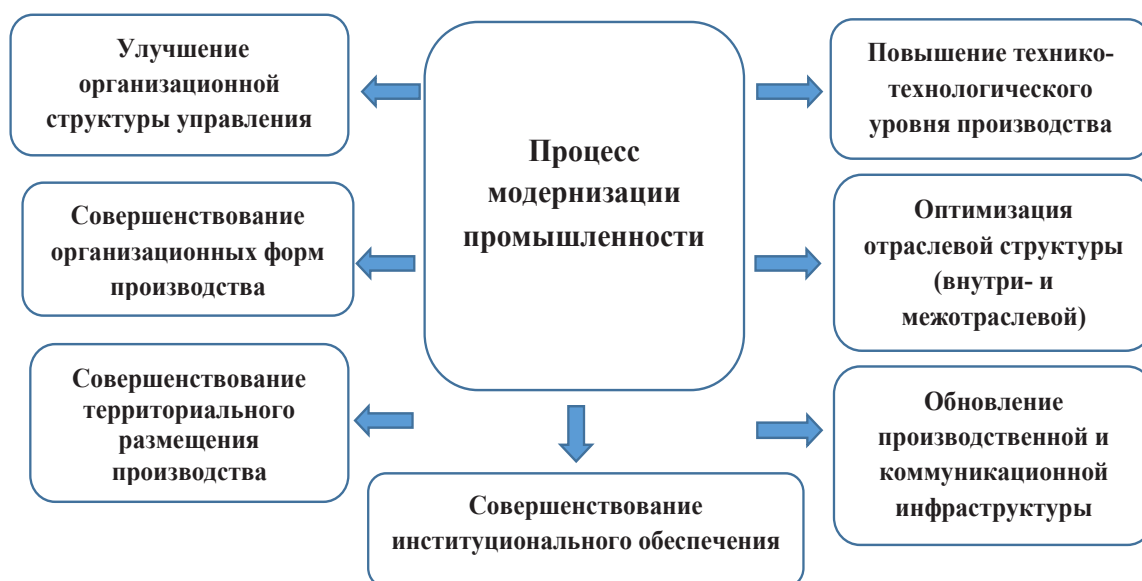 Улучшение
организационной
структуры управления
Совершенствование
организационных форм
производства
Совершенствование
территориального
размещения
производства
Процесс
модернизации
промышленности
Совершенствование
институционального обеспечения
Повышение технико-
технологического
уровня производства
Оптимизация
отраслевой структуры
(внутри- и
межотраслевой)
Обновление
производственной и
коммуникационной
инфраструктуры